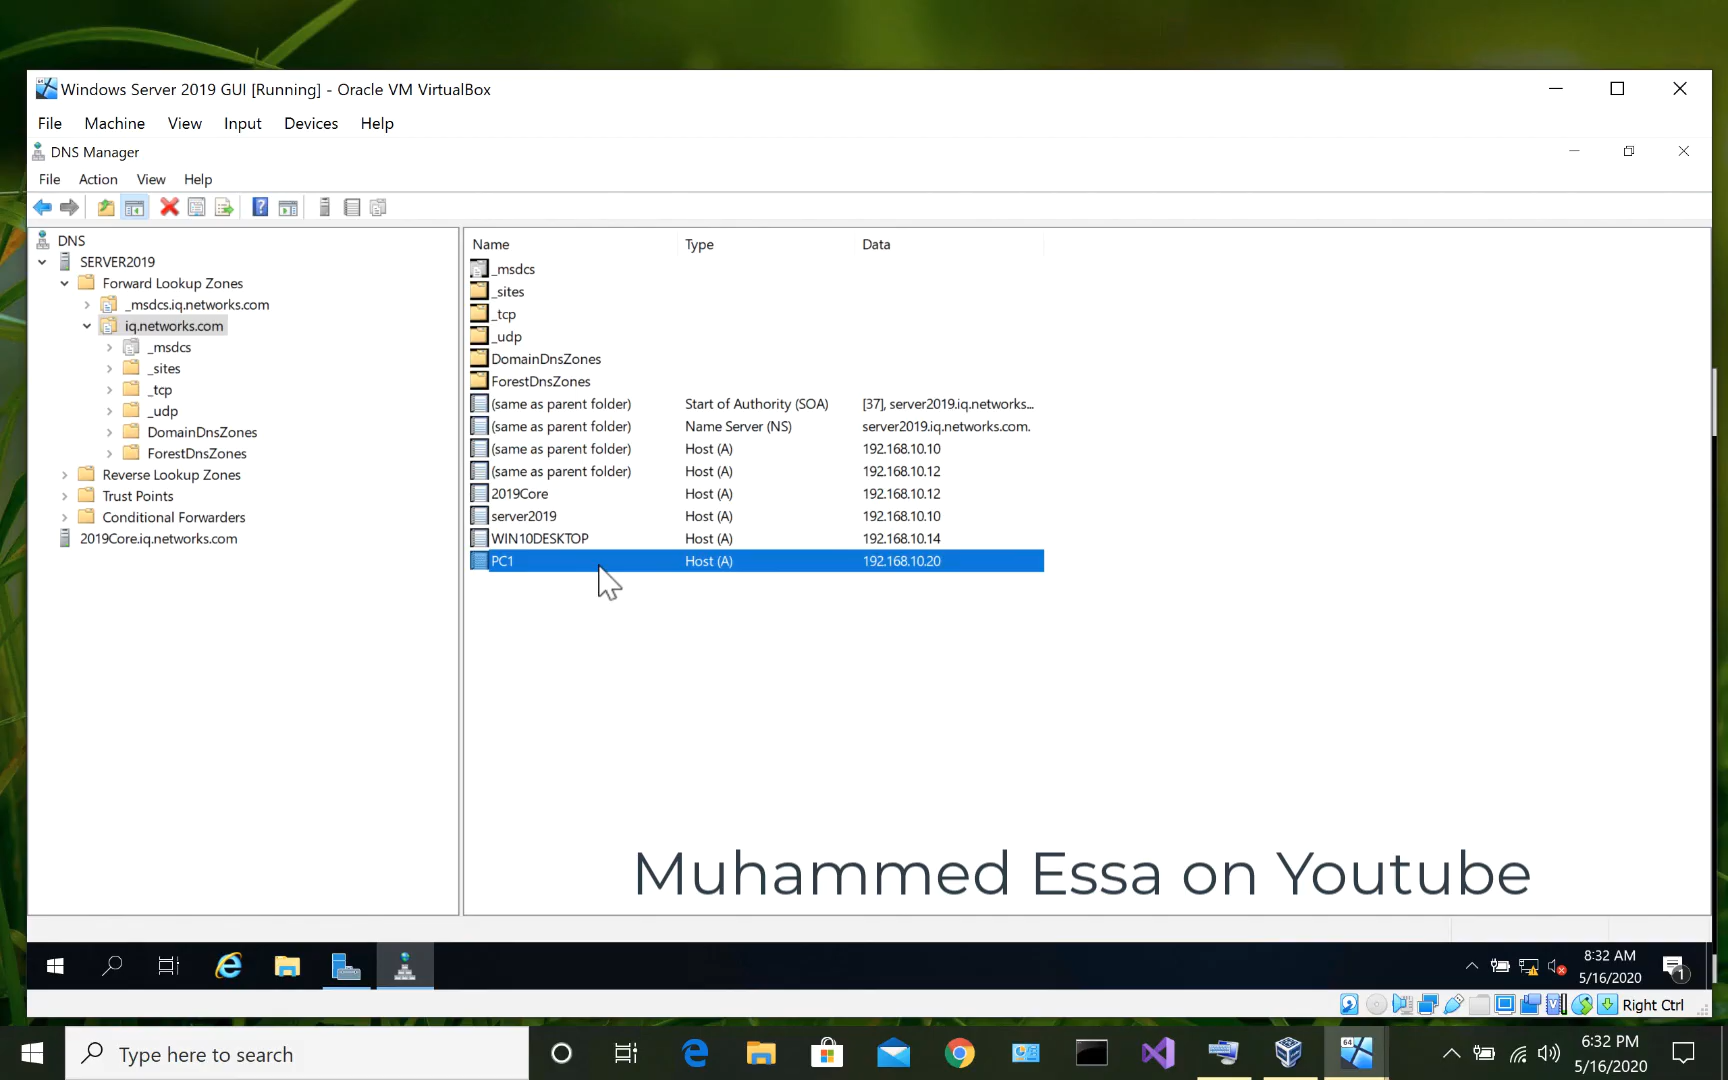 Windows Server 2019 GUI [Running] - Oracle VM VirtualBox
File Machine View Input Devices Help
DNS Manager
File Action View Help
DNS
SERVER2019
Forward Lookup Zones
_msdcs.iq.networks.com
iq.networks.com
_msdcs
_sites
_tcp
_udp
DomainDnsZones
ForestDnsZones
Reverse Lookup Zones
Trust Points
Conditional Forwarders
2019Core.iq.networks.com
Name Type Data
_msdcs
_sites
_tcp
_udp
DomainDnsZones
ForestDnsZones
(same as parent folder) Start of Authority (SOA) [37], server2019.iq.networks...
(same as parent folder) Name Server (NS) server2019.iq.networks.com.
(same as parent folder) Host (A) 192.168.10.10
(same as parent folder) Host (A) 192.168.10.12
2019Core Host (A) 192.168.10.12
server2019 Host (A) 192.168.10.10
WIN10DESKTOP Host (A) 192.168.10.14
PC1 Host (A) 192.168.10.20
Muhammed Essa on Youtube
8:32 AM
5/16/2020
1
Right Ctrl
Type here to search
64
6:32 PM
5/16/2020